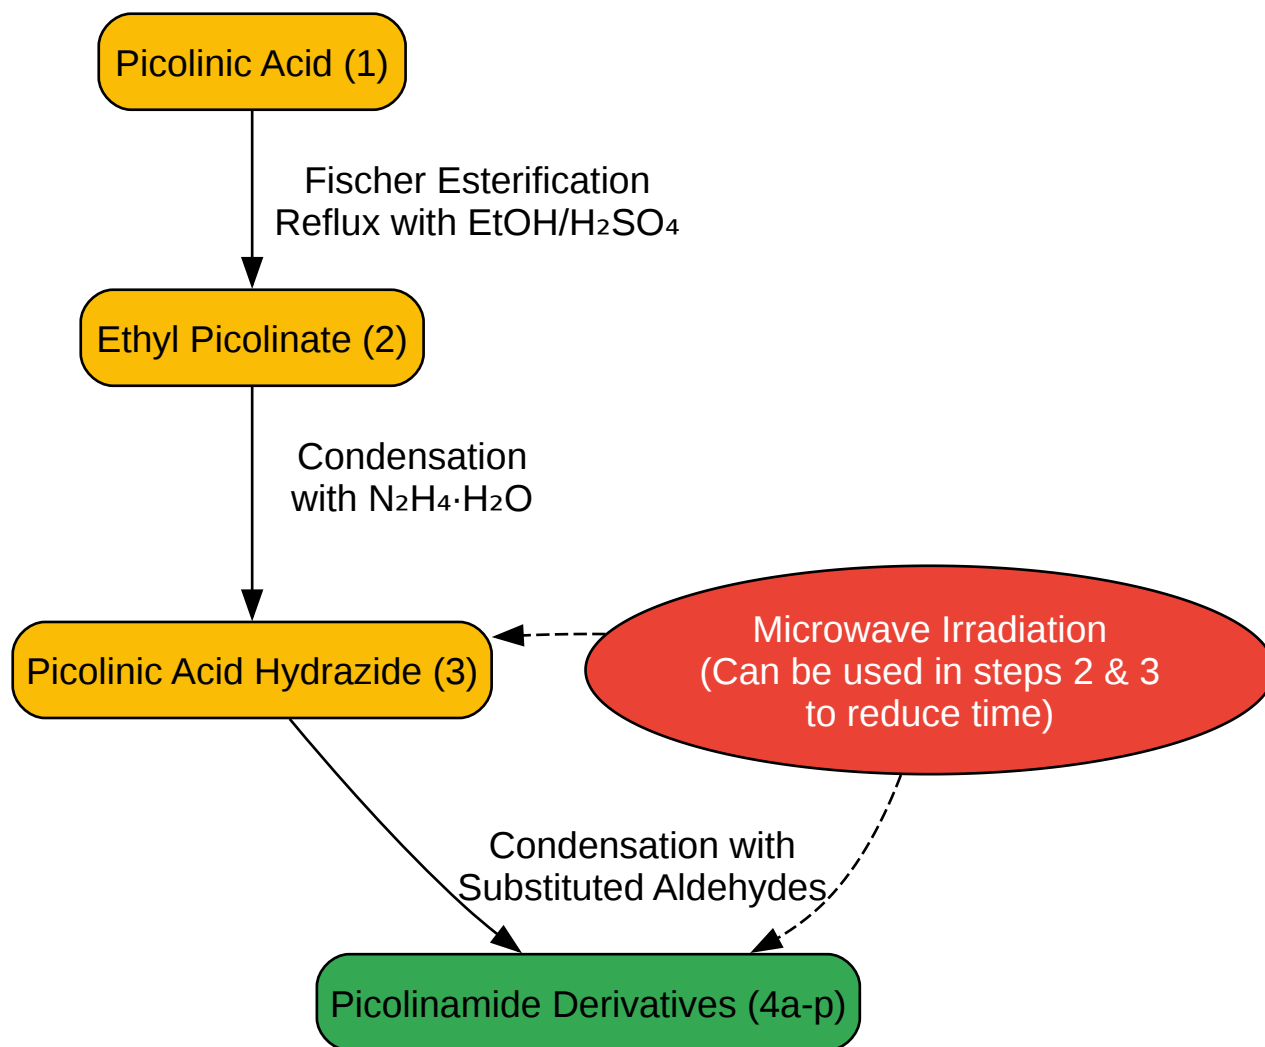 Picolinic Acid (1)
Fischer Esterification
Reflux with EtOH/H₂SO₄
Ethyl Picolinate (2)
Condensation
with N₂H₄·H₂O
Microwave Irradiation
(Can be used in steps 2 & 3
to reduce time)
Picolinic Acid Hydrazide (3)
Condensation with
Substituted Aldehydes
Picolinamide Derivatives (4a-p)